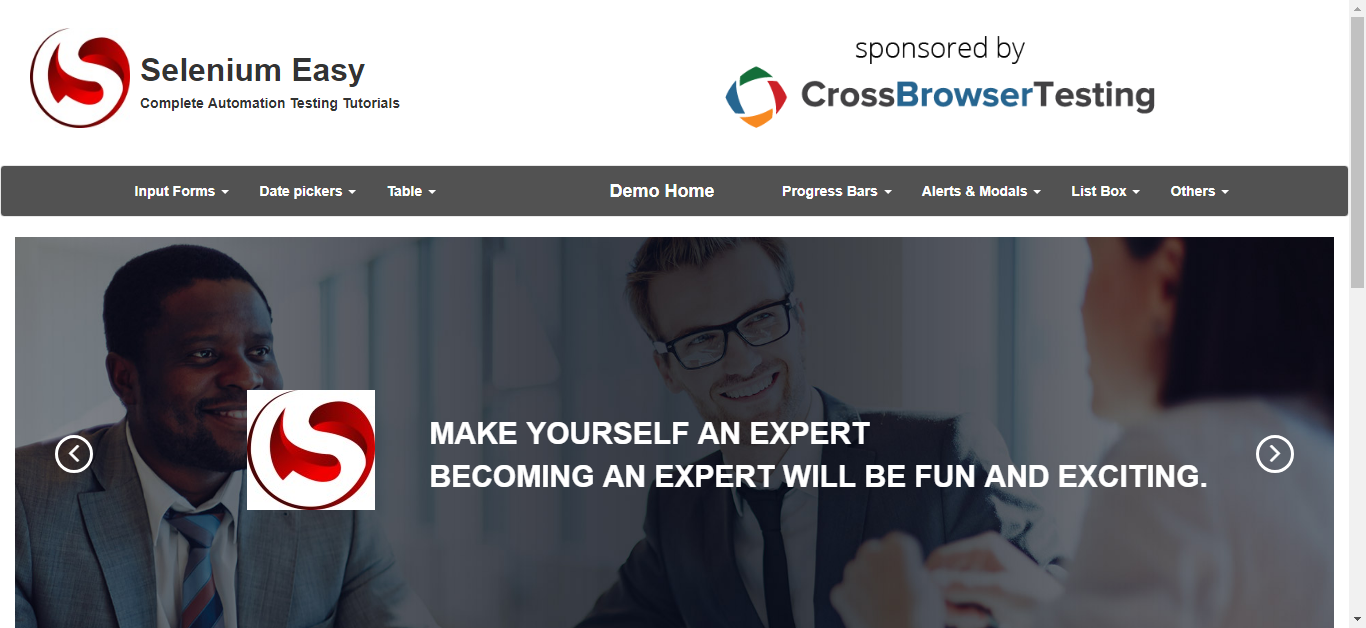 Selenium Easy
Complete Automation Testing Tutorials
sponsored by
CrossBrowserTesting
Input Forms
Date pickers
Table
Demo Home
Progress Bars
Alerts & Modals
List Box
Others
MAKE YOURSELF AN EXPERT
BECOMING AN EXPERT WILL BE FUN AND EXCITING.